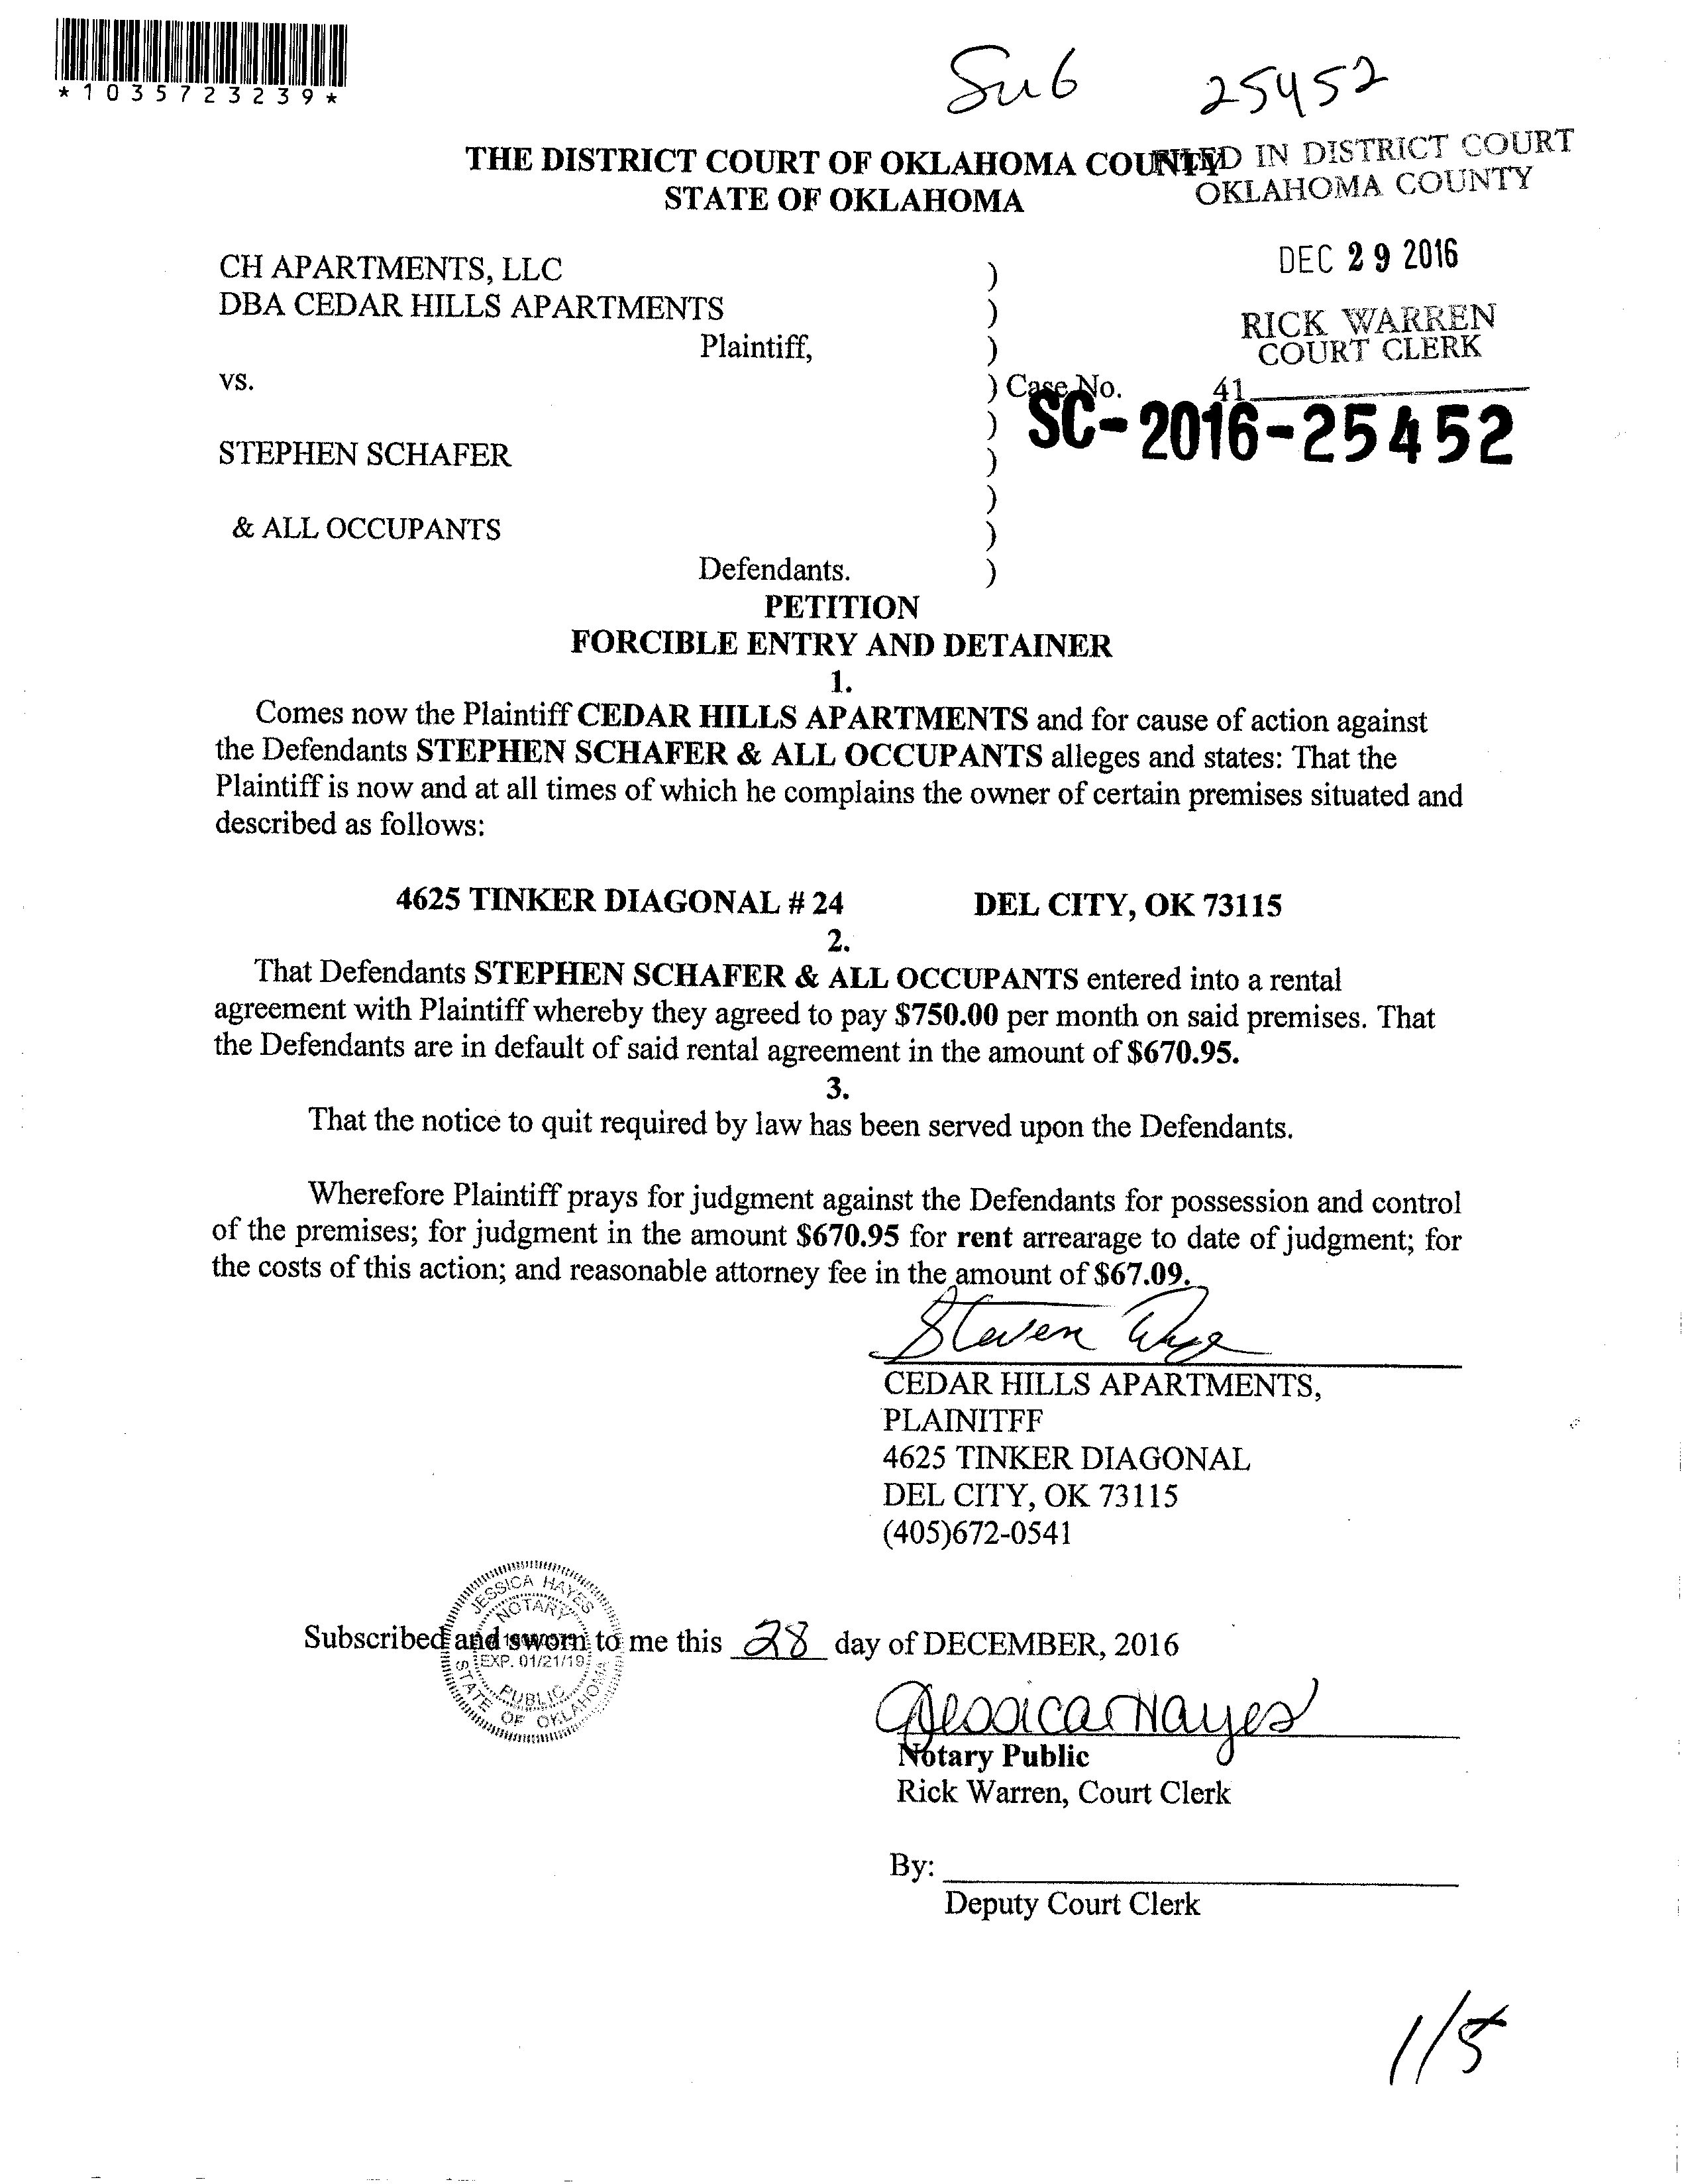 *1035723239*
Sub 25452
THE DISTRICT COURT OF OKLAHOMA COUNTY
STATE OF OKLAHOMA
IN DISTRICT COURT
OKLAHOMA COUNTY
DEC 29 2016
RICK WARREN
COURT CLERK
41
CH APARTMENTS, LLC
DBA CEDAR HILLS APARTMENTS
Plaintiff,
vs.
) Case No.
SC-2016-25452
STEPHEN SCHAFER
& ALL OCCUPANTS
Defendants. )
PETITION
FORCIBLE ENTRY AND DETAINER
1.
Comes now the Plaintiff CEDAR HILLS APARTMENTS and for cause of action against
the Defendants STEPHEN SCHAFER & ALL OCCUPANTS alleges and states: That the
Plaintiff is now and at all times of which he complains the owner of certain premises situated and
described as follows:
4625 TINKER DIAGONAL # 24 DEL CITY, OK 73115
2.
That Defendants STEPHEN SCHAFER & ALL OCCUPANTS entered into a rental
agreement with Plaintiff whereby they agreed to pay $750.00 per month on said premises. That
the Defendants are in default of said rental agreement in the amount of $670.95.
3.
That the notice to quit required by law has been served upon the Defendants.
Wherefore Plaintiff prays for judgment against the Defendants for possession and control
of the premises; for judgment in the amount $670.95 for rent arrearage to date of judgment; for
the costs of this action; and reasonable attorney fee in the amount of $67.09.
Steven
CEDAR HILLS APARTMENTS,
PLAINITFF
4625 TINKER DIAGONAL
DEL CITY, OK 73115
(405)672-0541
JESSICA HAYES
NOTARY
EXP. 01/21/19
PUBLIC
STATE OF OKLAHOMA
Subscribed and sworn to me this 28 day of DECEMBER, 2016
Jessica Hayes
Notary Public
Rick Warren, Court Clerk
By:
Deputy Court Clerk
1/5